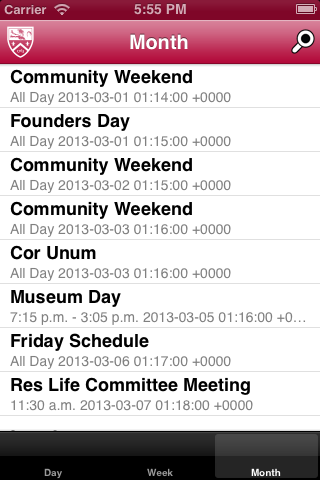 Carrier 5:55 PM
Month
Community Weekend
All Day 2013-03-01 01:14:00 +0000
Founders Day
All Day 2013-03-01 01:15:00 +0000
Community Weekend
All Day 2013-03-02 01:15:00 +0000
Community Weekend
All Day 2013-03-03 01:16:00 +0000
Cor Unum
All Day 2013-03-03 01:16:00 +0000
Museum Day
7:15 p.m. - 3:05 p.m. 2013-03-05 01:16:00 +0...
Friday Schedule
All Day 2013-03-06 01:17:00 +0000
Res Life Committee Meeting
11:30 a.m. 2013-03-07 01:18:00 +0000
Day Week Month